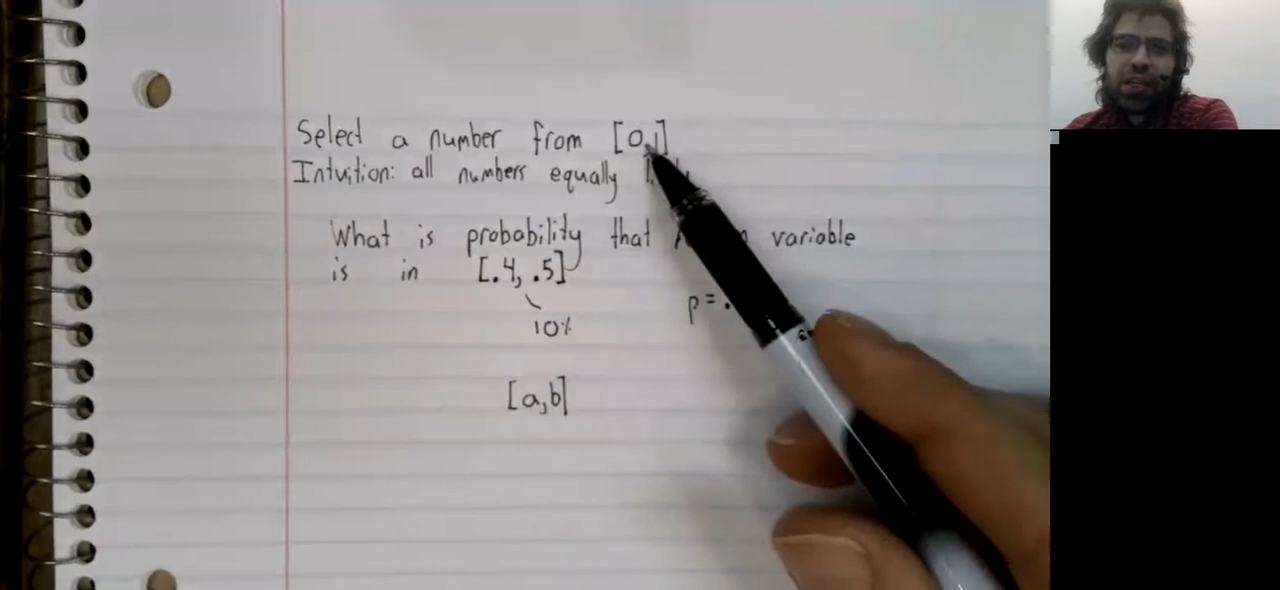 Select a number from [0,1]
Intuition: all numbers equally
What is probability that variable
is in [.4, .5]
p = .
10%
[a,b]